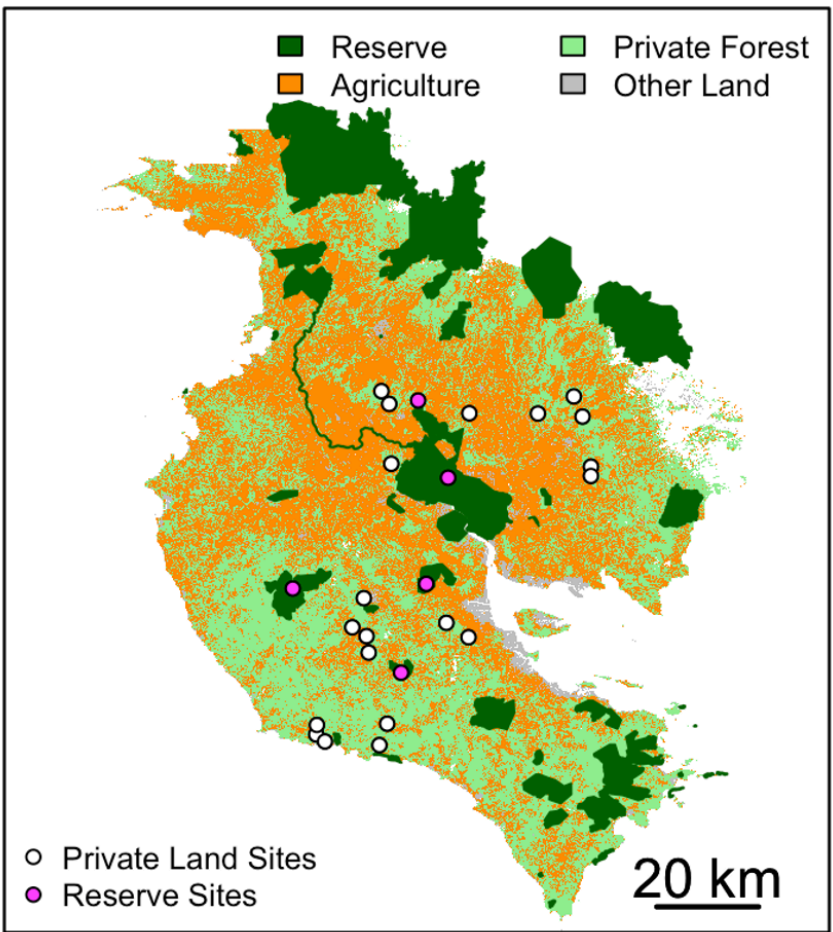 Reserve
Private Forest
Agriculture
Other Land
Private Land Sites
Reserve Sites
20 km